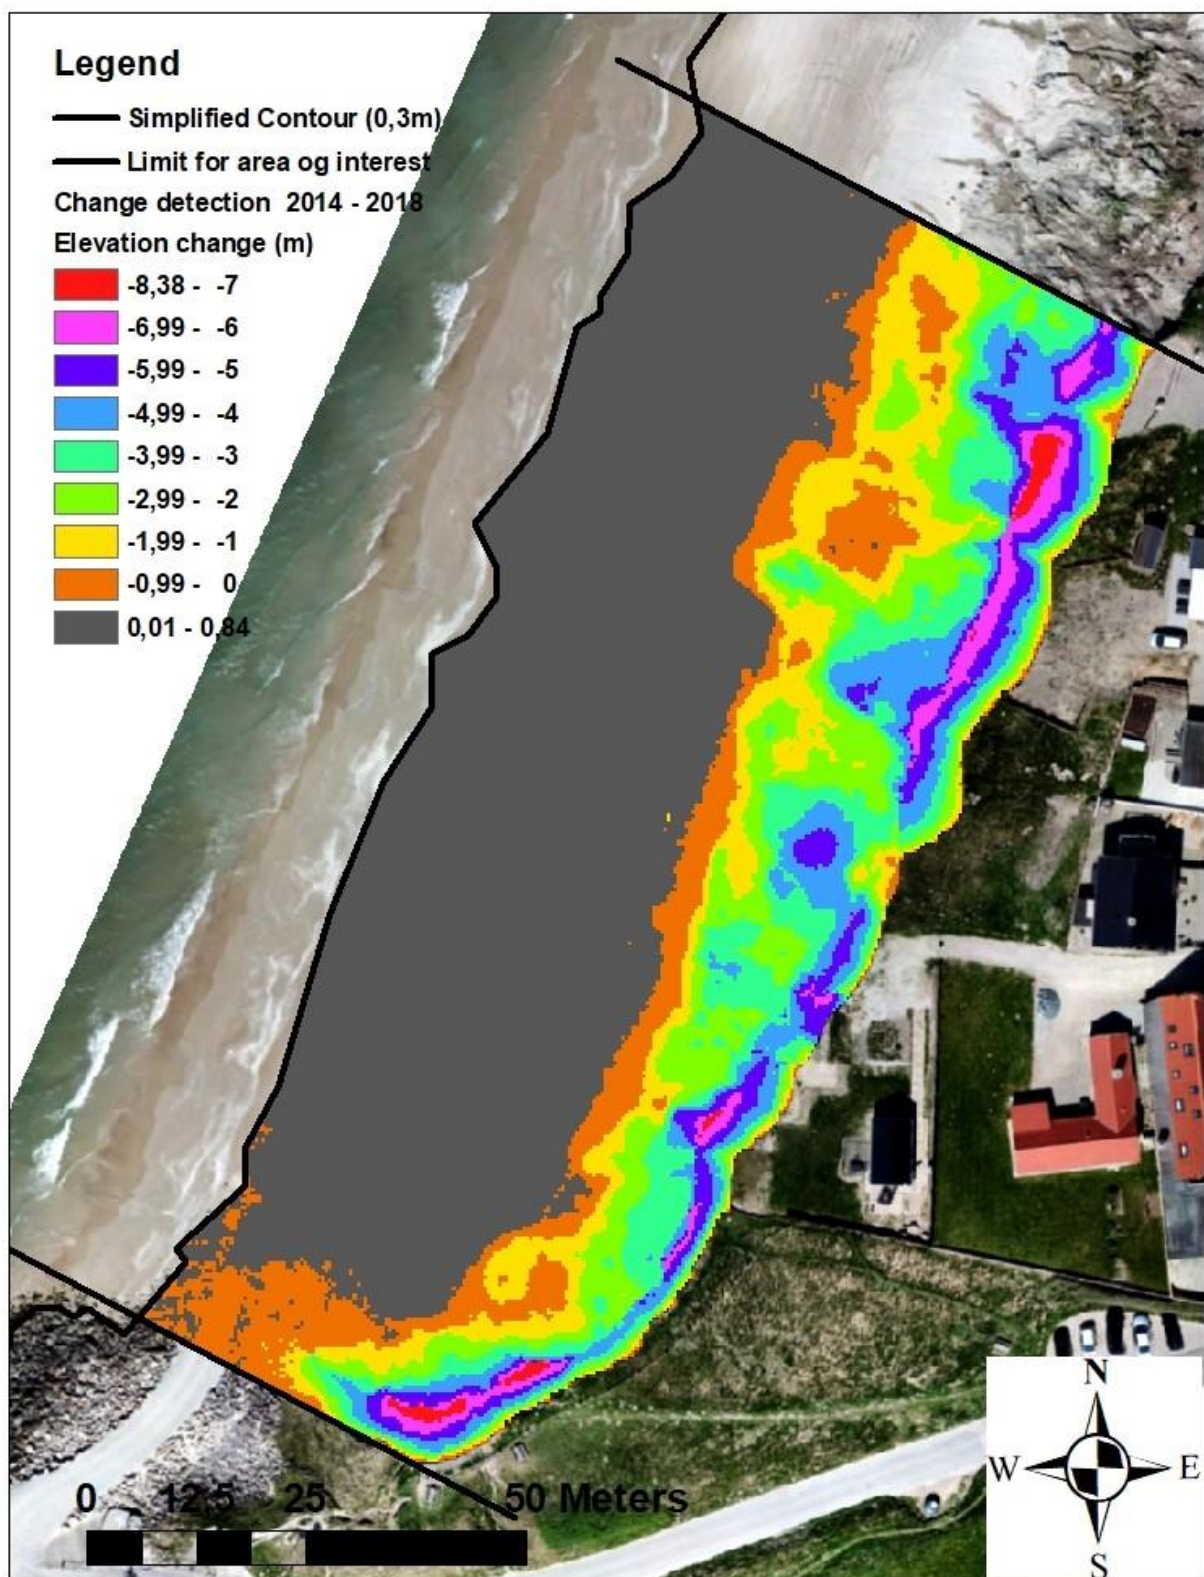 Legend
Simplified Contour (0,3m)
Limit for area og interest
Change detection 2014 - 2018
Elevation change (m)
-8,38 - -7
-6,99 - -6
-5,99 - -5
-4,99 - -4
-3,99 - -3
-2,99 - -2
-1,99 - -1
-0,99 - 0
0,01 - 0,84
N
W E
S
0 12,5 25 50 Meters